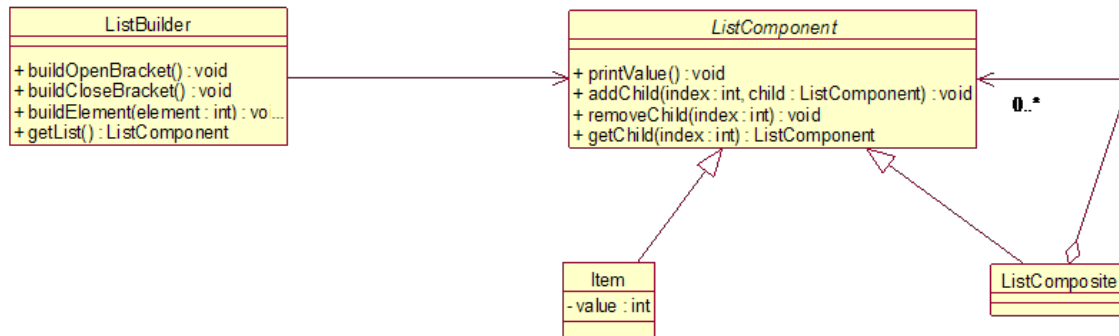 ListBuilder
+ buildOpenBracket() : void
+ buildCloseBracket() : void
+ buildElement(element : int) : vo...
+ getList() : ListComponent
ListComponent
+ printValue() : void
+ addChild(index : int, child : ListComponent) : void
+ removeChild(index : int) : void
+ getChild(index : int) : ListComponent
0..*
Item
- value : int
ListComposite